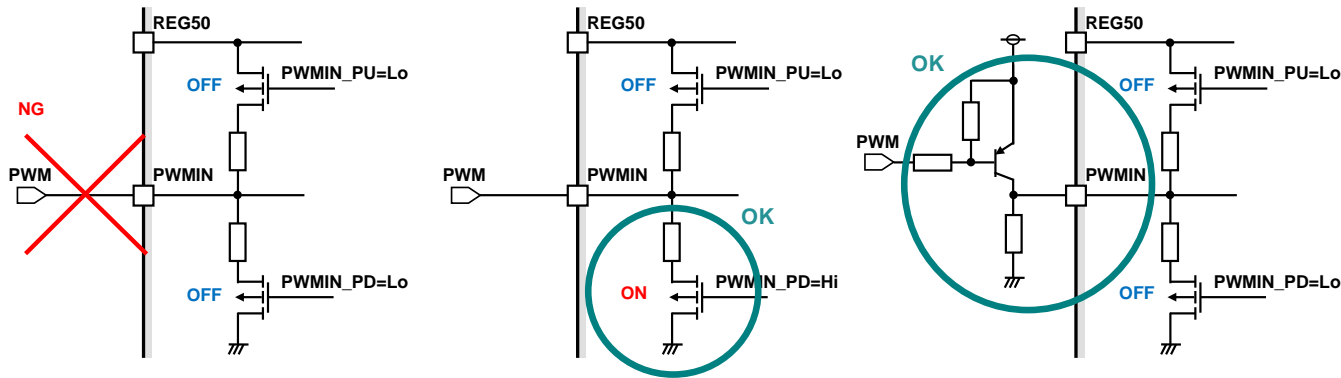 REG50
OFF
PWMIN_PU=Lo
NG
PWM
PWMIN
OFF
PWMIN_PD=Lo
REG50
OFF
PWMIN_PU=Lo
PWM
PWMIN
OK
ON
PWMIN_PD=Hi
REG50
OK
OFF
PWMIN_PU=Lo
PWM
PWMIN
OFF
PWMIN_PD=Lo